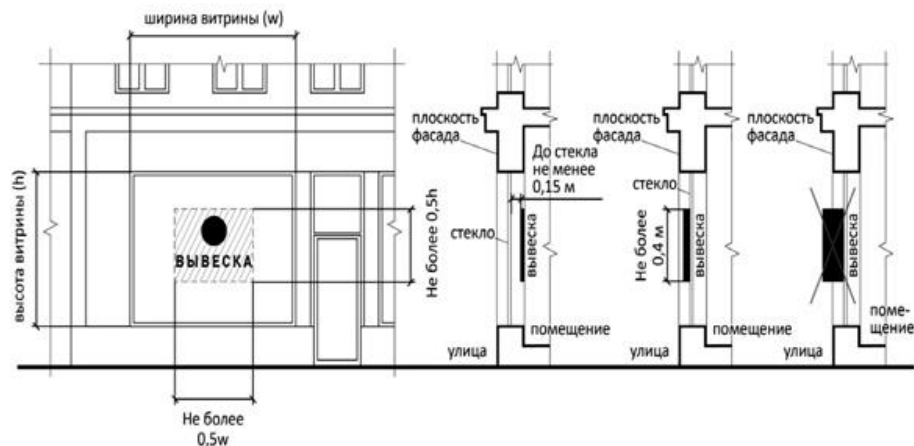 ширина витрины (w)
высота витрины (h)
ВЫВЕСКА
Не более 0,5h
Не более
0,5w
плоскость
фасада
До стекла
не менее
0,15 м
стекло
вывеска
помещение
улица
плоскость
фасада
стекло
Не более
0,4 м
вывеска
помещение
улица
плоскость
фасада
вывеска
поме-
щение
улица